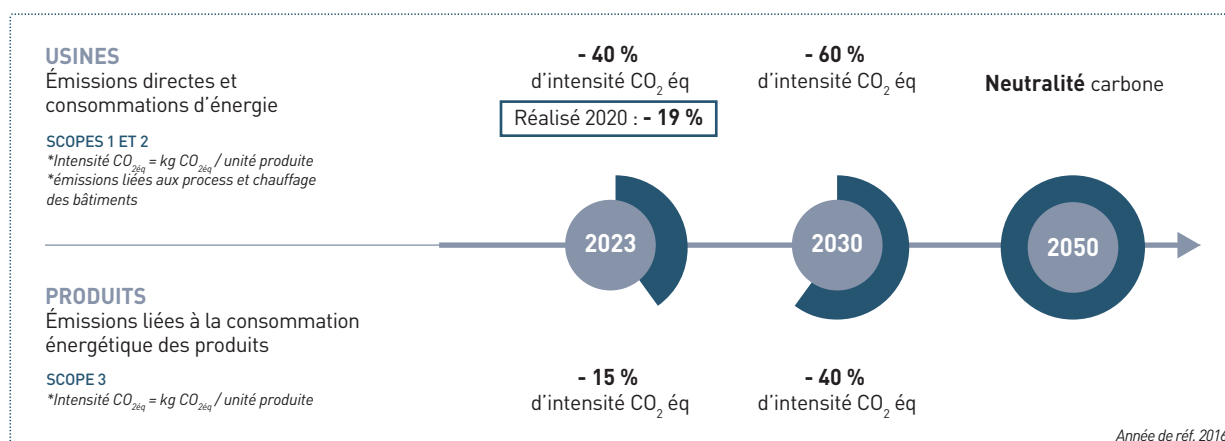 USINES
Émissions directes et
consommations d'énergie
SCOPES 1 ET 2
*Intensité CO₂éq = kg CO₂éq / unité produite
*émissions liées aux process et chauffage
des bâtiments
- 40 %
d'intensité CO₂ éq
Réalisé 2020 : - 19 %
- 60 %
d'intensité CO₂ éq
Neutralité carbone
2023
2030
2050
PRODUITS
Émissions liées à la consommation
énergétique des produits
SCOPE 3
*Intensité CO₂éq = kg CO₂éq / unité produite
- 15 %
d'intensité CO₂ éq
- 40 %
d'intensité CO₂ éq
Année de réf. 2016